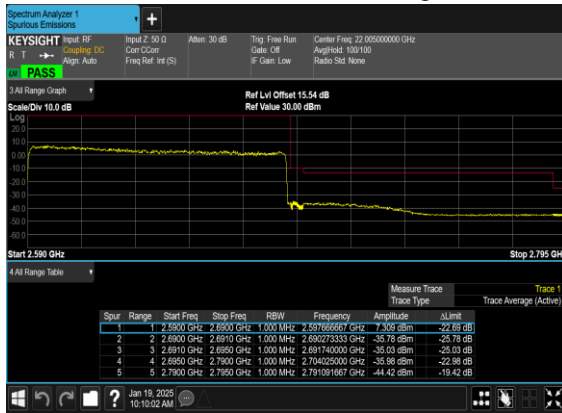 Spectrum Analyzer 1
Spurious Emissions
+
KEYSIGHT Input: RF Input Z: 50 Ω Atten: 30 dB Trig: Free Run Center Freq: 22.005000000 GHz
R T Coupling: DC Corr CCorr Gate: Off Avg|Hold: 100/100
Align: Auto Freq Ref: Int (S) IF Gain: Low Radio Std: None
PASS
3 All Range Graph
Ref Lvl Offset 15.54 dB
Scale/Div 10.0 dB Ref Value 30.00 dBm
Log
20.0
10.0
0.00
-10.0
-20.0
-30.0
-40.0
-50.0
-60.0
Start 2.590 GHz Stop 2.795 GHz
4 All Range Table
Measure Trace Trace 1
Trace Type Trace Average (Active)
Spur Range Start Freq Stop Freq RBW Frequency Amplitude ΔLimit
1 1 2.5900 GHz 2.6900 GHz 1.000 MHz 2.597666667 GHz 7.309 dBm -22.69 dB
2 2 2.6900 GHz 2.6910 GHz 1.000 MHz 2.690273333 GHz -35.78 dBm -25.78 dB
3 3 2.6910 GHz 2.6950 GHz 1.000 MHz 2.691740000 GHz -35.03 dBm -25.03 dB
4 4 2.6950 GHz 2.7900 GHz 1.000 MHz 2.704025000 GHz -35.98 dBm -22.98 dB
5 5 2.7900 GHz 2.7950 GHz 1.000 MHz 2.791091667 GHz -44.42 dBm -19.42 dB
? Jan 19, 2025
10:10:02 AM